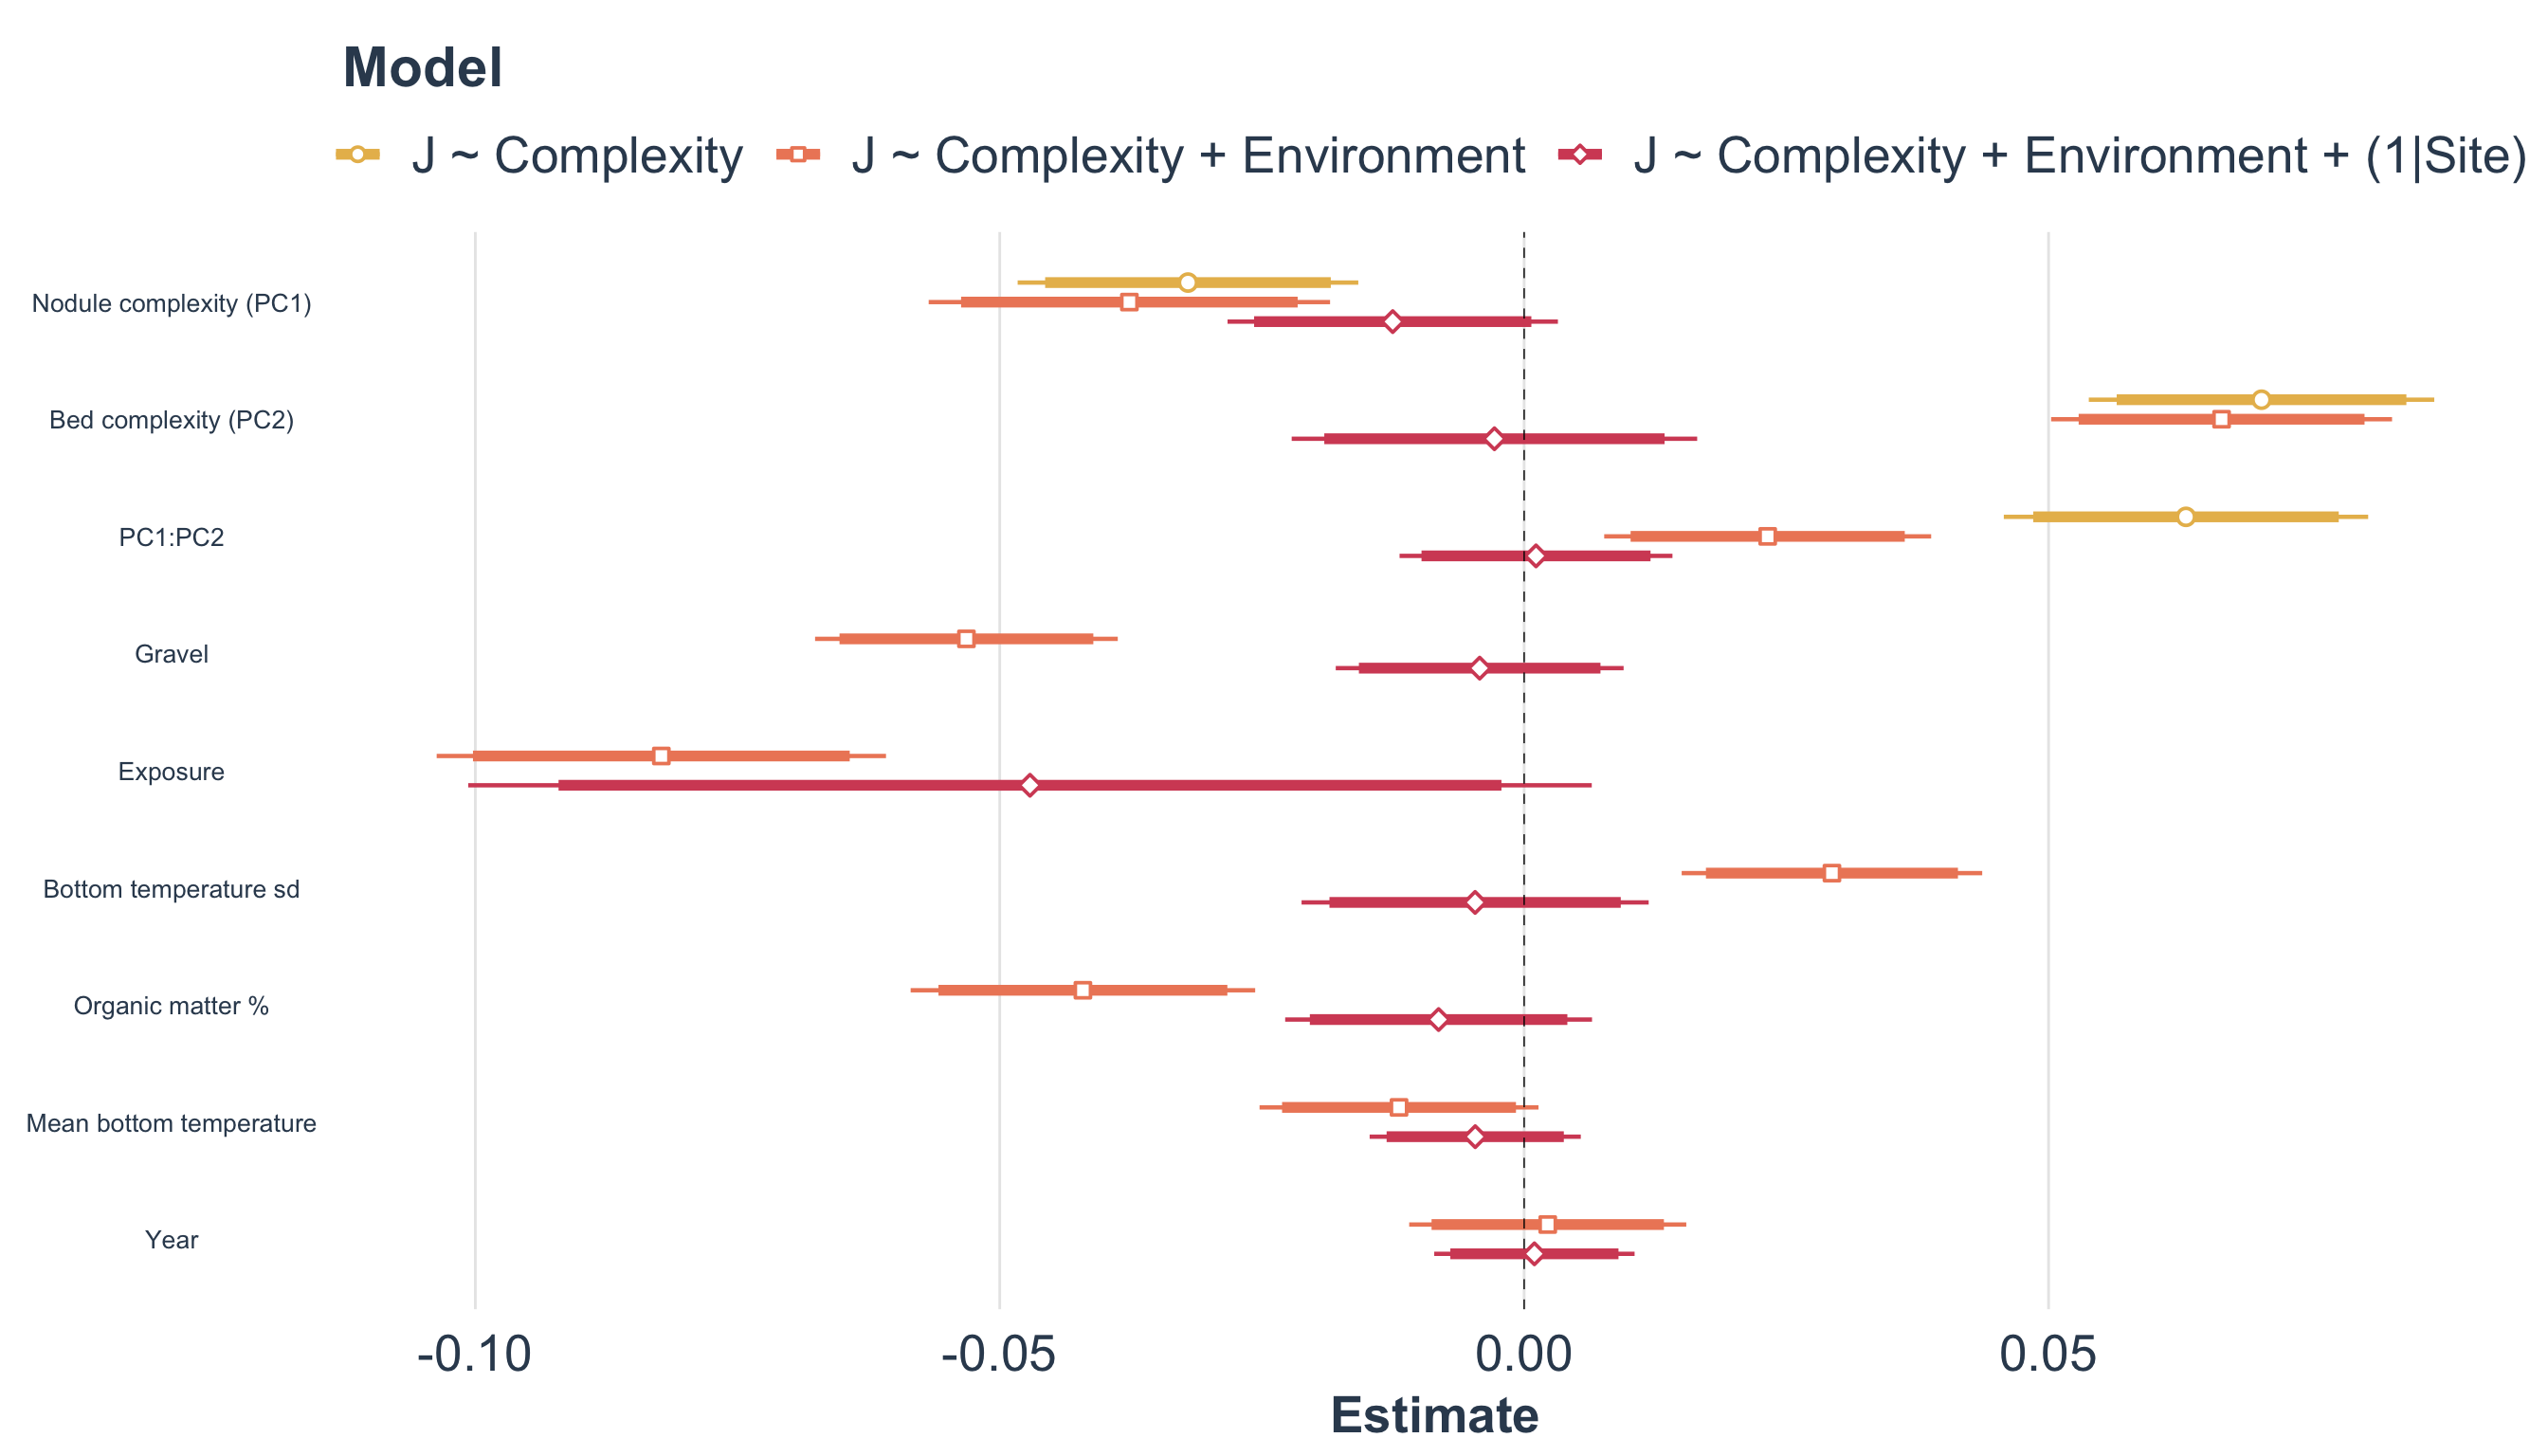 Model
J ~ Complexity J ~ Complexity + Environment J ~ Complexity + Environment + (1|Site)
Nodule complexity (PC1)
Bed complexity (PC2)
PC1:PC2
Gravel
Exposure
Bottom temperature sd
Organic matter %
Mean bottom temperature
Year
-0.10 -0.05 0.00 0.05
Estimate